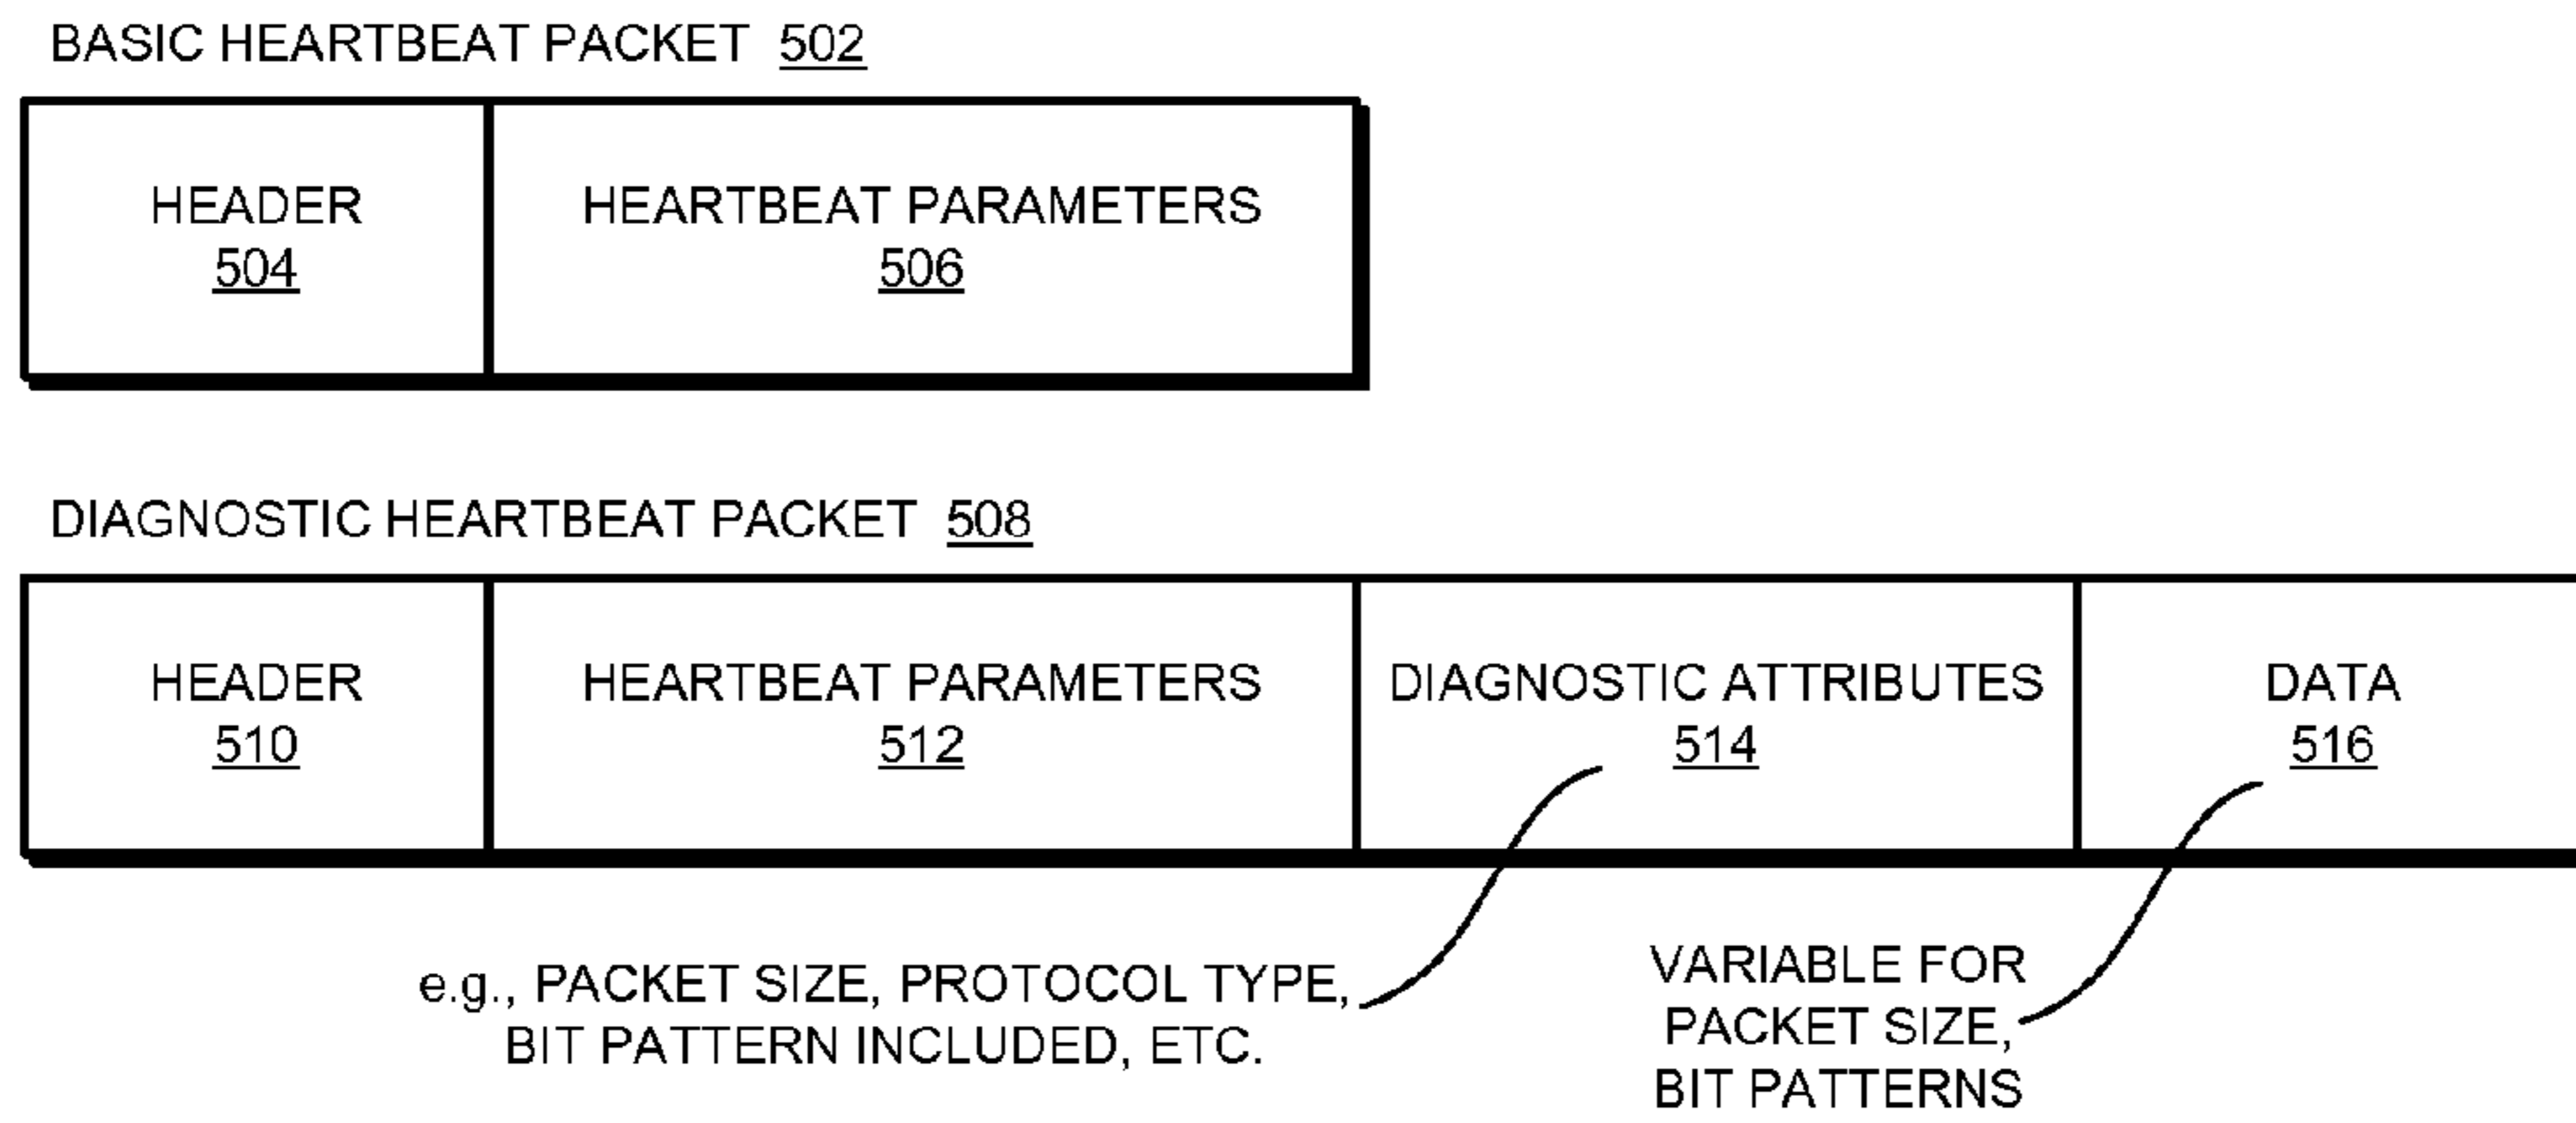 BASIC HEARTBEAT PACKET 502
HEADER
504
HEARTBEAT PARAMETERS
506
DIAGNOSTIC HEARTBEAT PACKET 508
HEADER
510
HEARTBEAT PARAMETERS
512
DIAGNOSTIC ATTRIBUTES
514
DATA
516
e.g., PACKET SIZE, PROTOCOL TYPE,
BIT PATTERN INCLUDED, ETC.
VARIABLE FOR
PACKET SIZE,
BIT PATTERNS